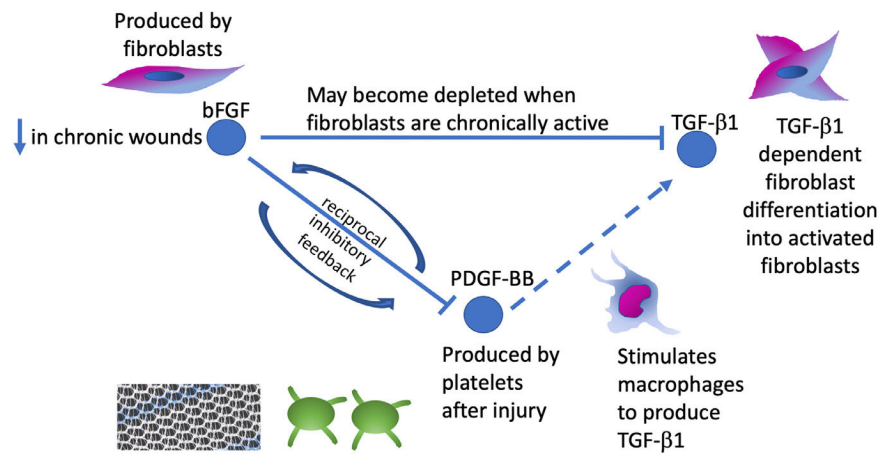 Produced by
fibroblasts
bFGF
in chronic wounds
May become depleted when
fibroblasts are chronically active
TGF-β1
TGF-β1
dependent
fibroblast
differentiation
into activated
fibroblasts
reciprocal
inhibitory
feedback
PDGF-BB
Produced by
platelets
after injury
Stimulates
macrophages
to produce
TGF-β1